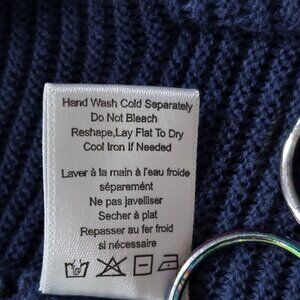 Hand Wash Cold Separately
Do Not Bleach
Reshape,Lay Flat To Dry
Cool Iron If Needed
Laver à la main à l'eau froide
séparément
Ne pas javelliser
Secher à plat
Repasser au fer froid
si nécessaire